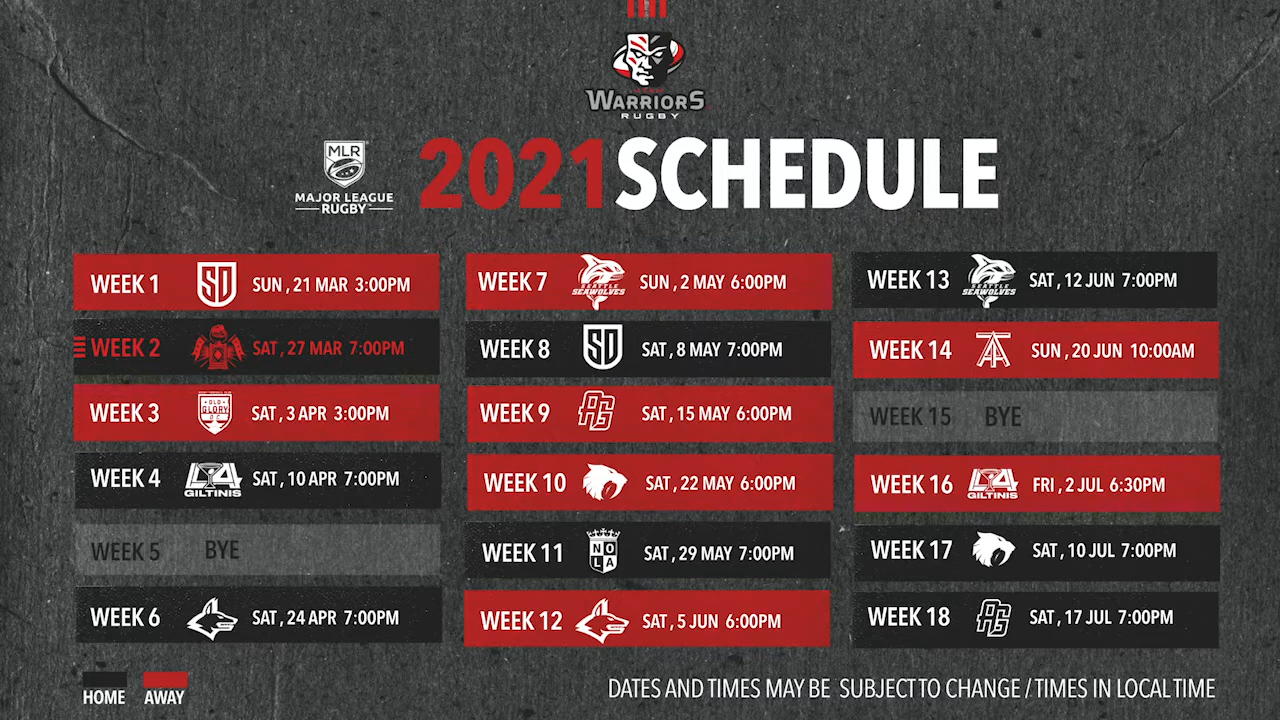 WARRIORS
RUGBY
MLR
MAJOR LEAGUE
RUGBY
2021 SCHEDULE
WEEK 1 SD SUN, 21 MAR 3:00PM
WEEK 2 SAT, 27 MAR 7:00PM
WEEK 3 OLD GLORY DC SAT, 3 APR 3:00PM
WEEK 4 LA GILTINIS SAT, 10 APR 7:00PM
WEEK 5 BYE
WEEK 6 SAT, 24 APR 7:00PM
WEEK 7 SEATTLE SEAWOLVES SUN, 2 MAY 6:00PM
WEEK 8 SD SAT, 8 MAY 7:00PM
WEEK 9 AG SAT, 15 MAY 6:00PM
WEEK 10 SAT, 22 MAY 6:00PM
WEEK 11 NOLA SAT, 29 MAY 7:00PM
WEEK 12 SAT, 5 JUN 6:00PM
WEEK 13 SEATTLE SEAWOLVES SAT, 12 JUN 7:00PM
WEEK 14 SUN, 20 JUN 10:00AM
WEEK 15 BYE
WEEK 16 LA GILTINIS FRI, 2 JUL 6:30PM
WEEK 17 SAT, 10 JUL 7:00PM
WEEK 18 AG SAT, 17 JUL 7:00PM
HOME AWAY
DATES AND TIMES MAY BE SUBJECT TO CHANGE / TIMES IN LOCAL TIME